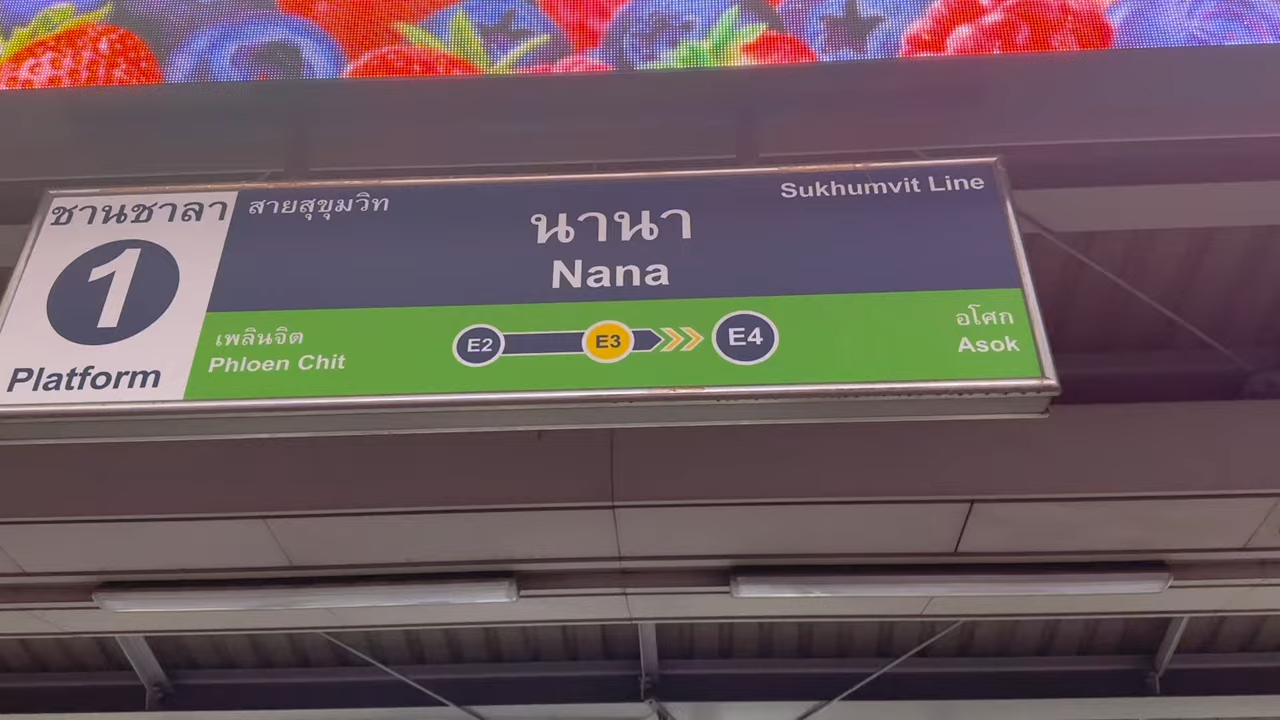 ชานชาลา
1
Platform
สายสุขุมวิท
Sukhumvit Line
นานา
Nana
เพลินจิต
Phloen Chit
E2
E3
E4
อโศก
Asok